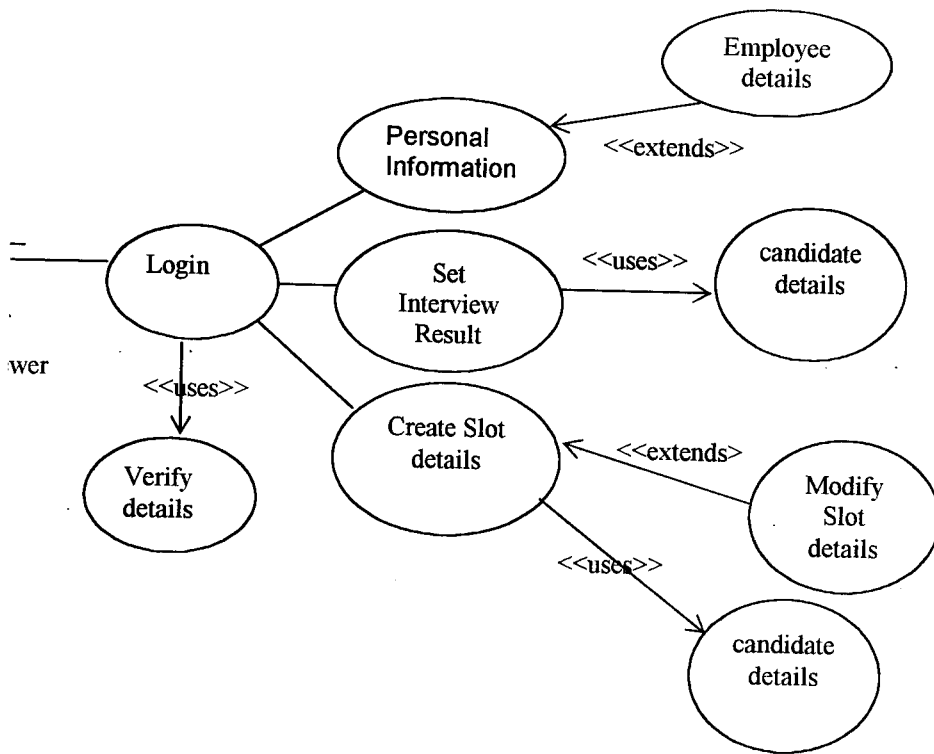 Employee
details
Personal
Information
<<extends>>
Login
Set
Interview
Result
<<uses>>
candidate
details
wer
<<uses>>
Create Slot
details
<<extends>
Verify
details
Modify
Slot
details
<<uses>>
candidate
details